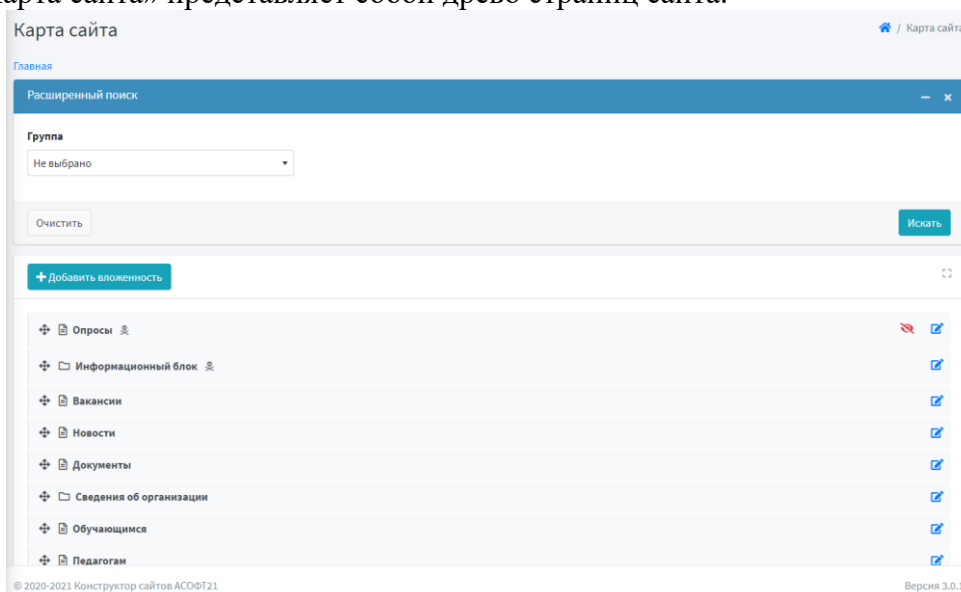 карта сайта» представляет собой древо страниц сайта.
Карта сайта / Карта сайта
Главная
Расширенный поиск
Группа
Не выбрано
Очистить Искать
Добавить вложенность
Опросы
Информационный блок
Вакансии
Новости
Документы
Сведения об организации
Обучающимся
Педагогам
© 2020-2021 Конструктор сайтов АСОФТ21 Версия 3.0.1